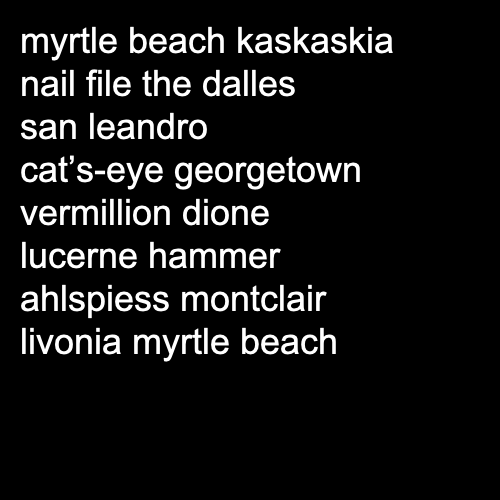 myrtle beach kaskaskia
nail file the dalles
san leandro
cat’s-eye georgetown
vermillion dione
lucerne hammer
ahlspiess montclair
livonia myrtle beach